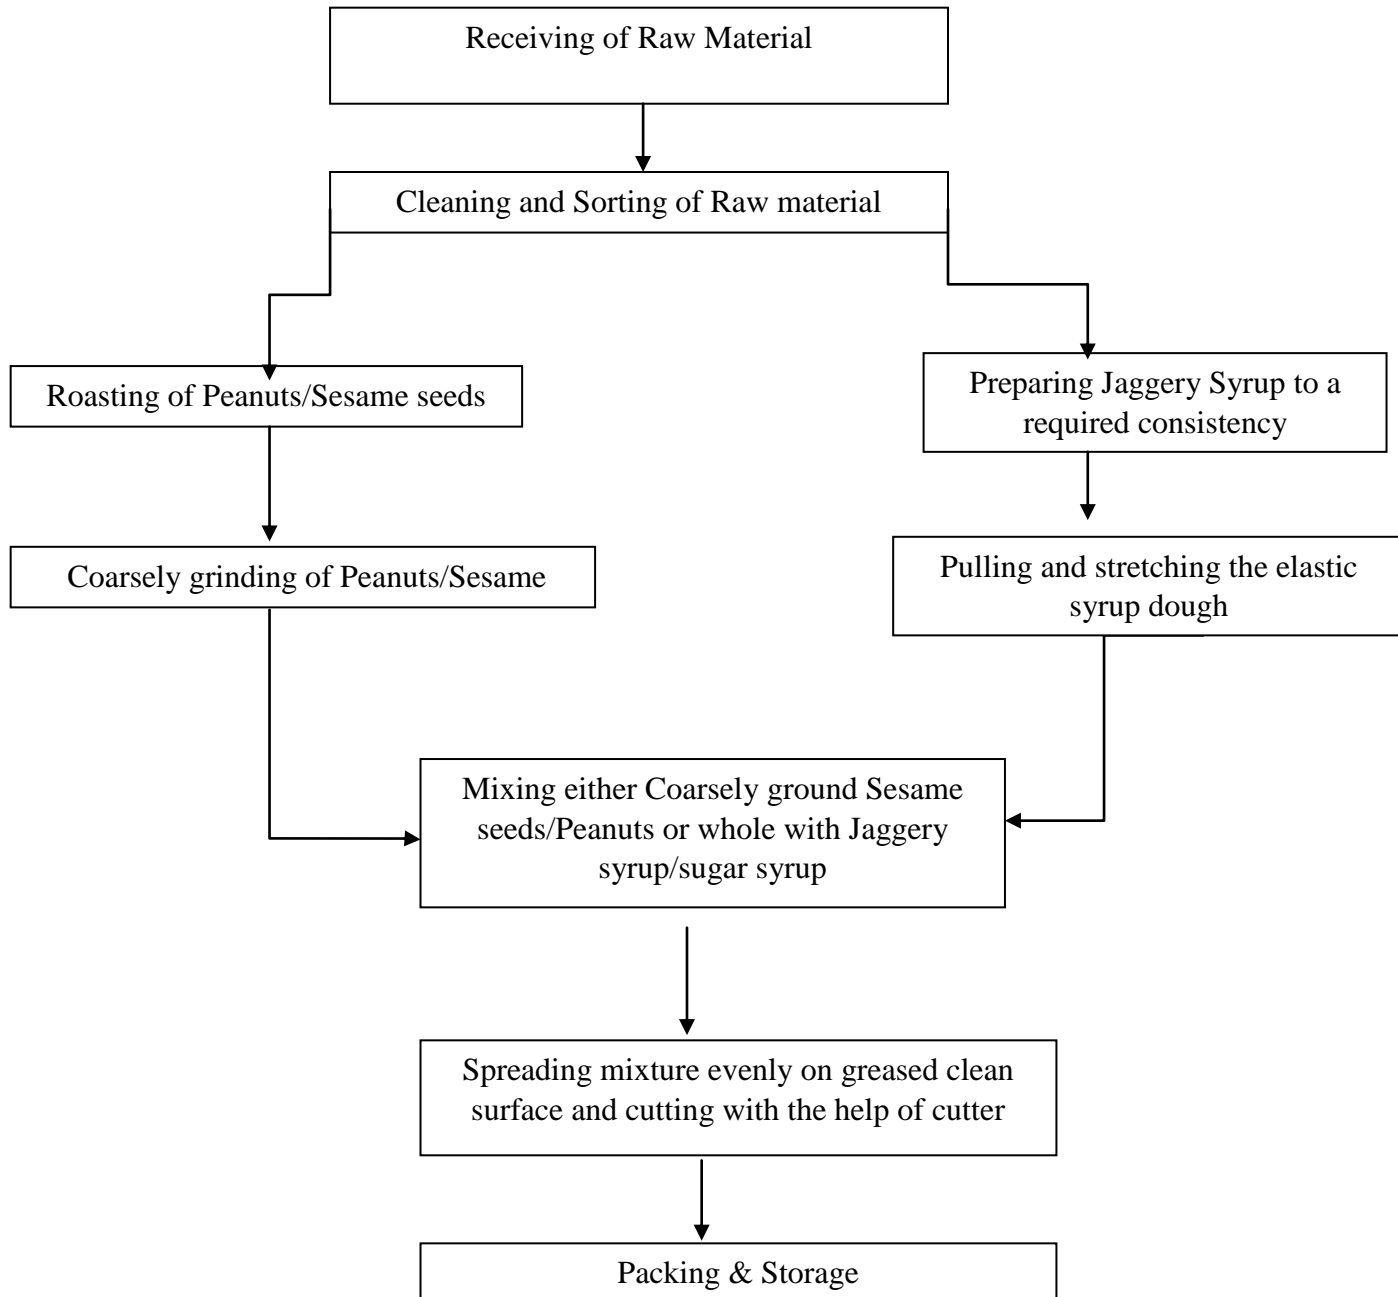 Receiving of Raw Material
Cleaning and Sorting of Raw material
Roasting of Peanuts/Sesame seeds
Preparing Jaggery Syrup to a
required consistency
Coarsely grinding of Peanuts/Sesame
Pulling and stretching the elastic
syrup dough
Mixing either Coarsely ground Sesame
seeds/Peanuts or whole with Jaggery
syrup/sugar syrup
Spreading mixture evenly on greased clean
surface and cutting with the help of cutter
Packing & Storage